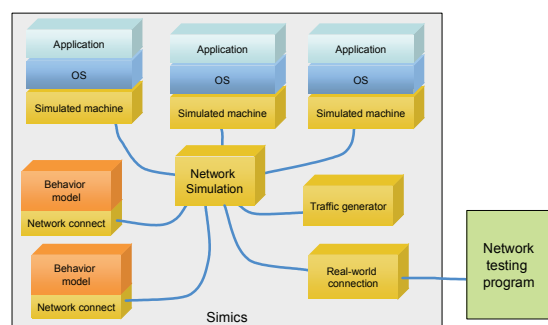 Application
Application
Application
OS
OS
OS
Simulated machine
Simulated machine
Simulated machine
Network
Simulation
Behavior
model
Network connect
Traffic generator
Behavior
model
Network connect
Real-world
connection
Network
testing
program
Simics